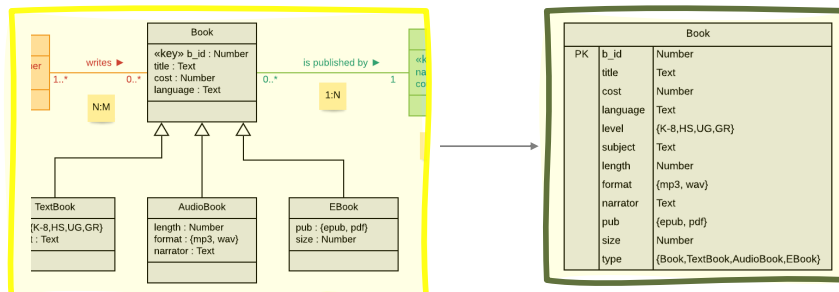 Book
«key» b_id : Number
title : Text
cost : Number
language : Text
writes ►
1..*
0..*
N:M
is published by ►
0..*
1
1:N
TextBook
{K-8,HS,UG,GR}
: Text
AudioBook
length : Number
format : {mp3, wav}
narrator : Text
EBook
pub : {epub, pdf}
size : Number
Book
PK b_id Number
title Text
cost Number
language Text
level {K-8,HS,UG,GR}
subject Text
length Number
format {mp3, wav}
narrator Text
pub {epub, pdf}
size Number
type {Book,TextBook,AudioBook,EBook}